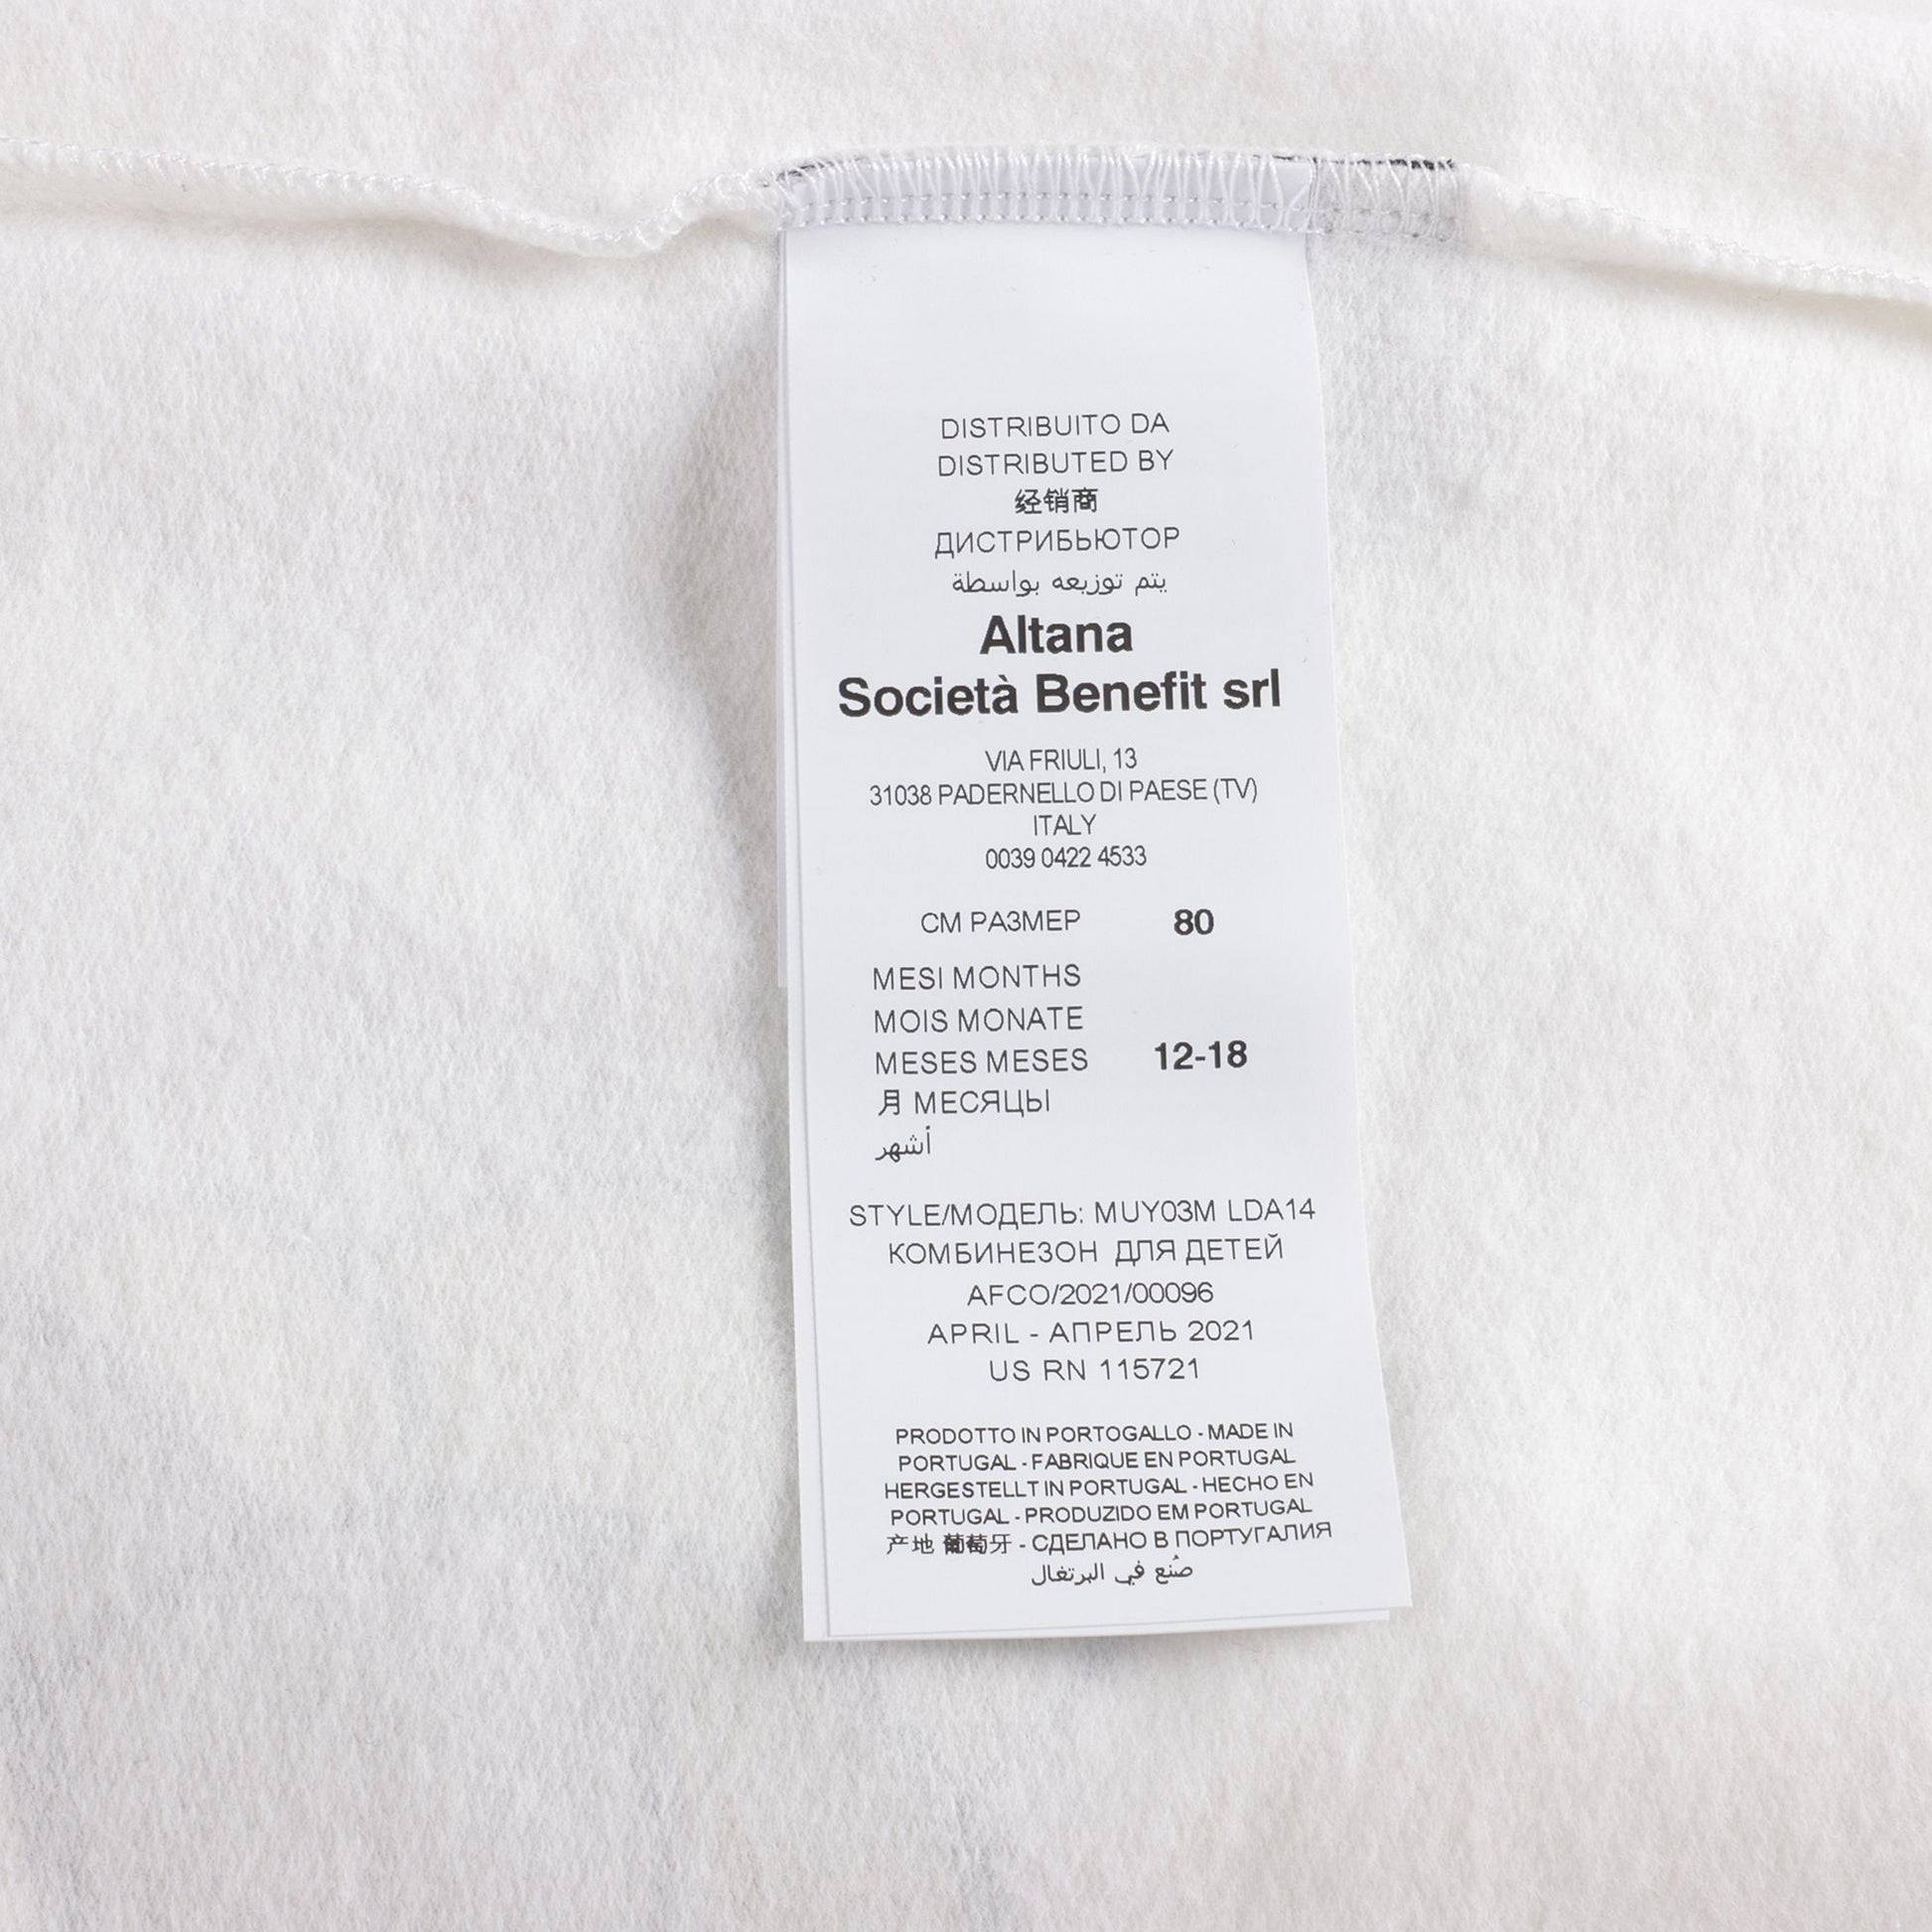 DISTRIBUITO DA
DISTRIBUTED BY
经销商
ДИСТРИБЬЮТОР
يتم توزيعه بواسطة
Altana
Società Benefit srl
VIA FRIULI, 13
31038 PADERNELLO DI PAESE (TV)
ITALY
0039 0422 4533
СМ РАЗМЕР 80
MESI MONTHS
MOIS MONATE
MESES MESES 12-18
月 МЕСЯЦЫ
أشهر
STYLE/МОДЕЛЬ: MUY03M LDA14
КОМБИНЕЗОН ДЛЯ ДЕТЕЙ
AFCO/2021/00096
APRIL - АПРЕЛЬ 2021
US RN 115721
PRODOTTO IN PORTOGALLO - MADE IN
PORTUGAL - FABRIQUE EN PORTUGAL
HERGESTELLT IN PORTUGAL - HECHO EN
PORTUGAL - PRODUZIDO EM PORTUGAL
产地 葡萄牙 - СДЕЛАНО В ПОРТУГАЛИЯ
صُنع في البرتغال